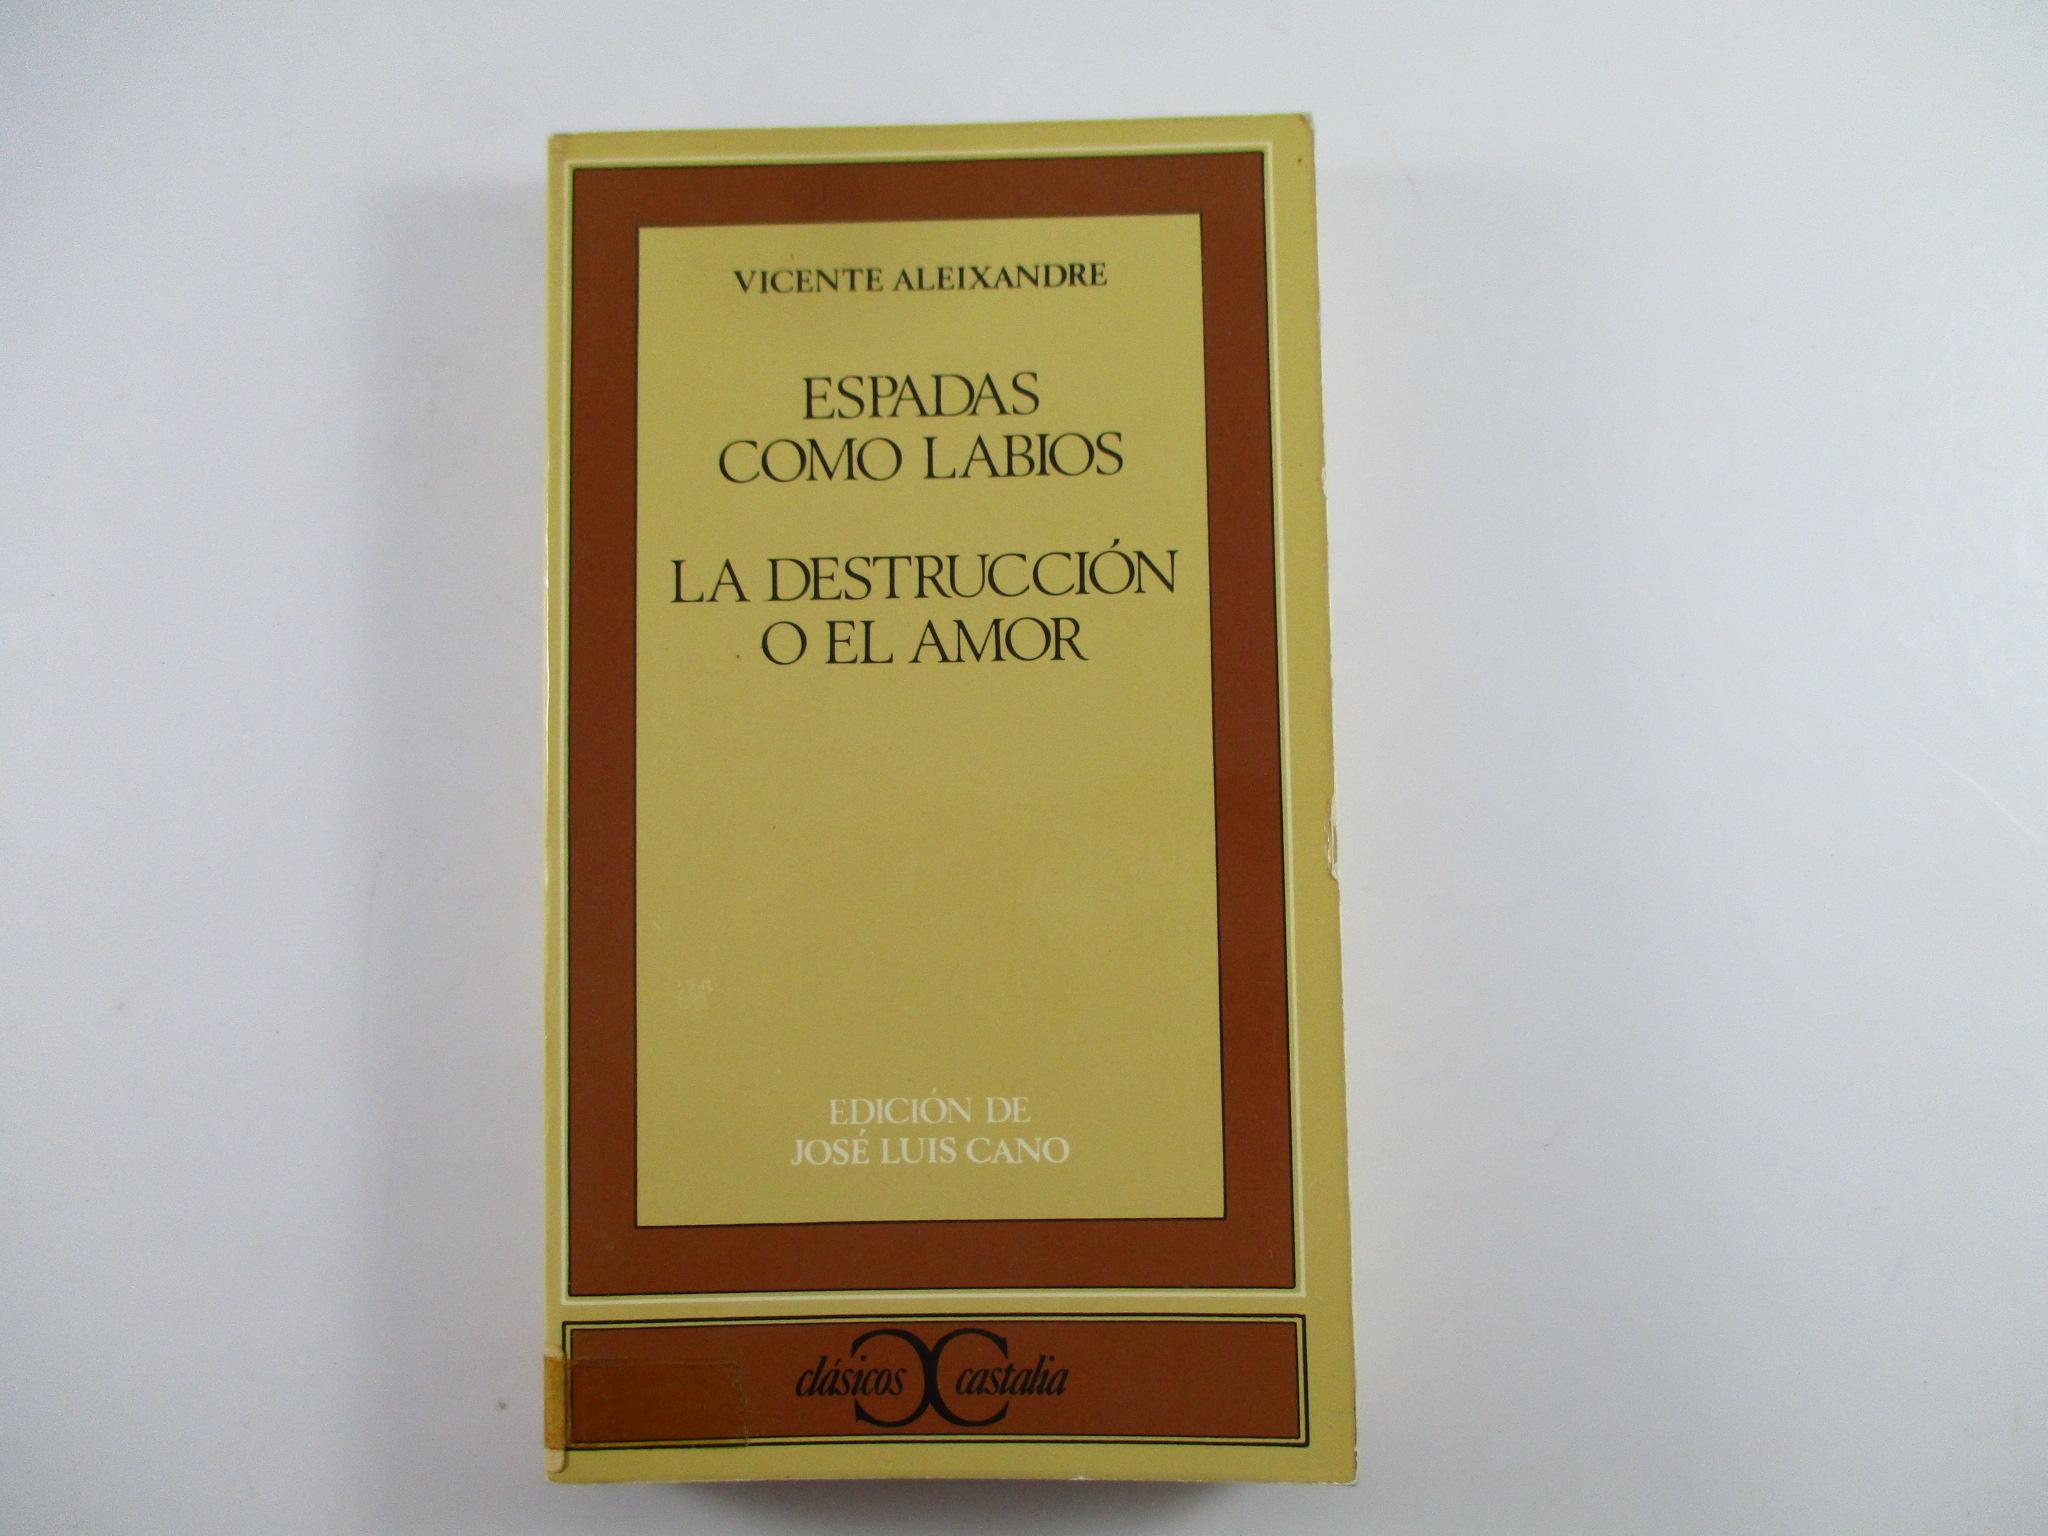 VICENTE ALEIXANDRE
ESPADAS
COMO LABIOS
LA DESTRUCCIÓN
O EL AMOR
EDICIÓN DE
JOSÉ LUIS CANO
clásicos castalia